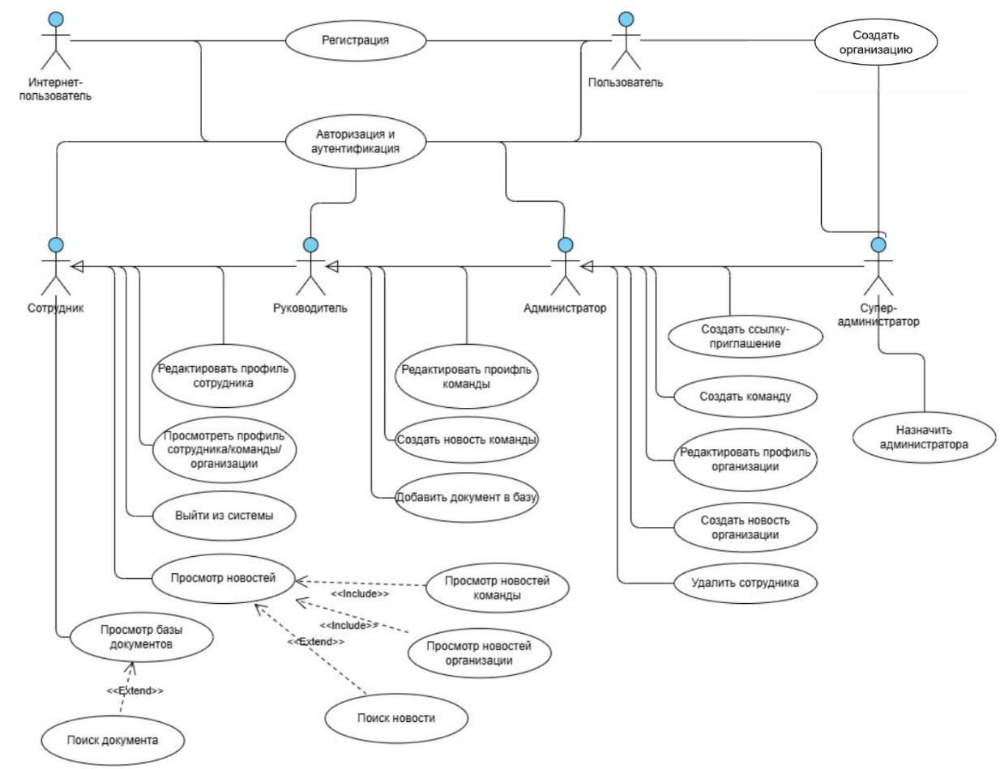 Регистрация
Создать
организацию
Интернет-
пользователь
Пользователь
Авторизация и
аутентификация
Сотрудник
Руководитель
Администратор
Супер-
администратор
Создать ссылку-
приглашение
Редактировать профиль
сотрудника
Редактировать проифль
команды
Создать команду
Просмотреть профиль
сотрудника/команды/
организации
Создать новость команды
Назначить
администратора
Редактировать профиль
организации
Добавить документ в базу
Выйти из системы
Создать новость
организации
Просмотр новостей
Просмотр новостей
команды
Удалить сотрудника
<<Include>>
<<Include>>
<<Extend>>
Просмотр базы
документов
Просмотр новостей
организации
<<Extend>>
Поиск новости
Поиск документа